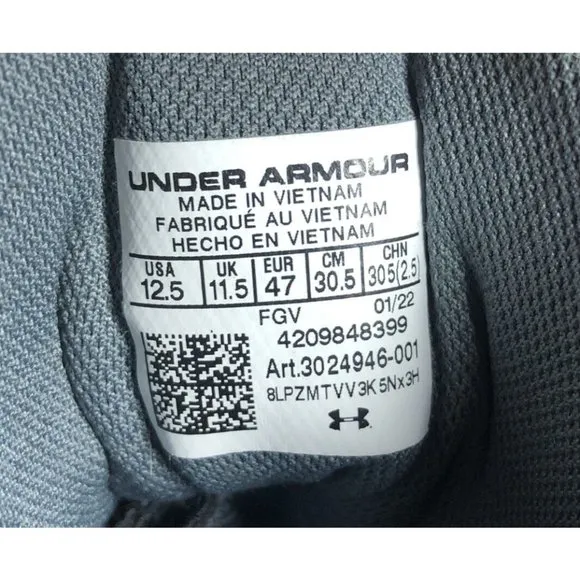 UNDER ARMOUR
MADE IN VIETNAM
FABRIQUÉ AU VIETNAM
HECHO EN VIETNAM
USA UK EUR CM CHN
12.5 11.5 47 30.5 305(2.5)
FGV 01/22
4209848399
Art.3024946-001
8LPZMTVV3K5Nx3H